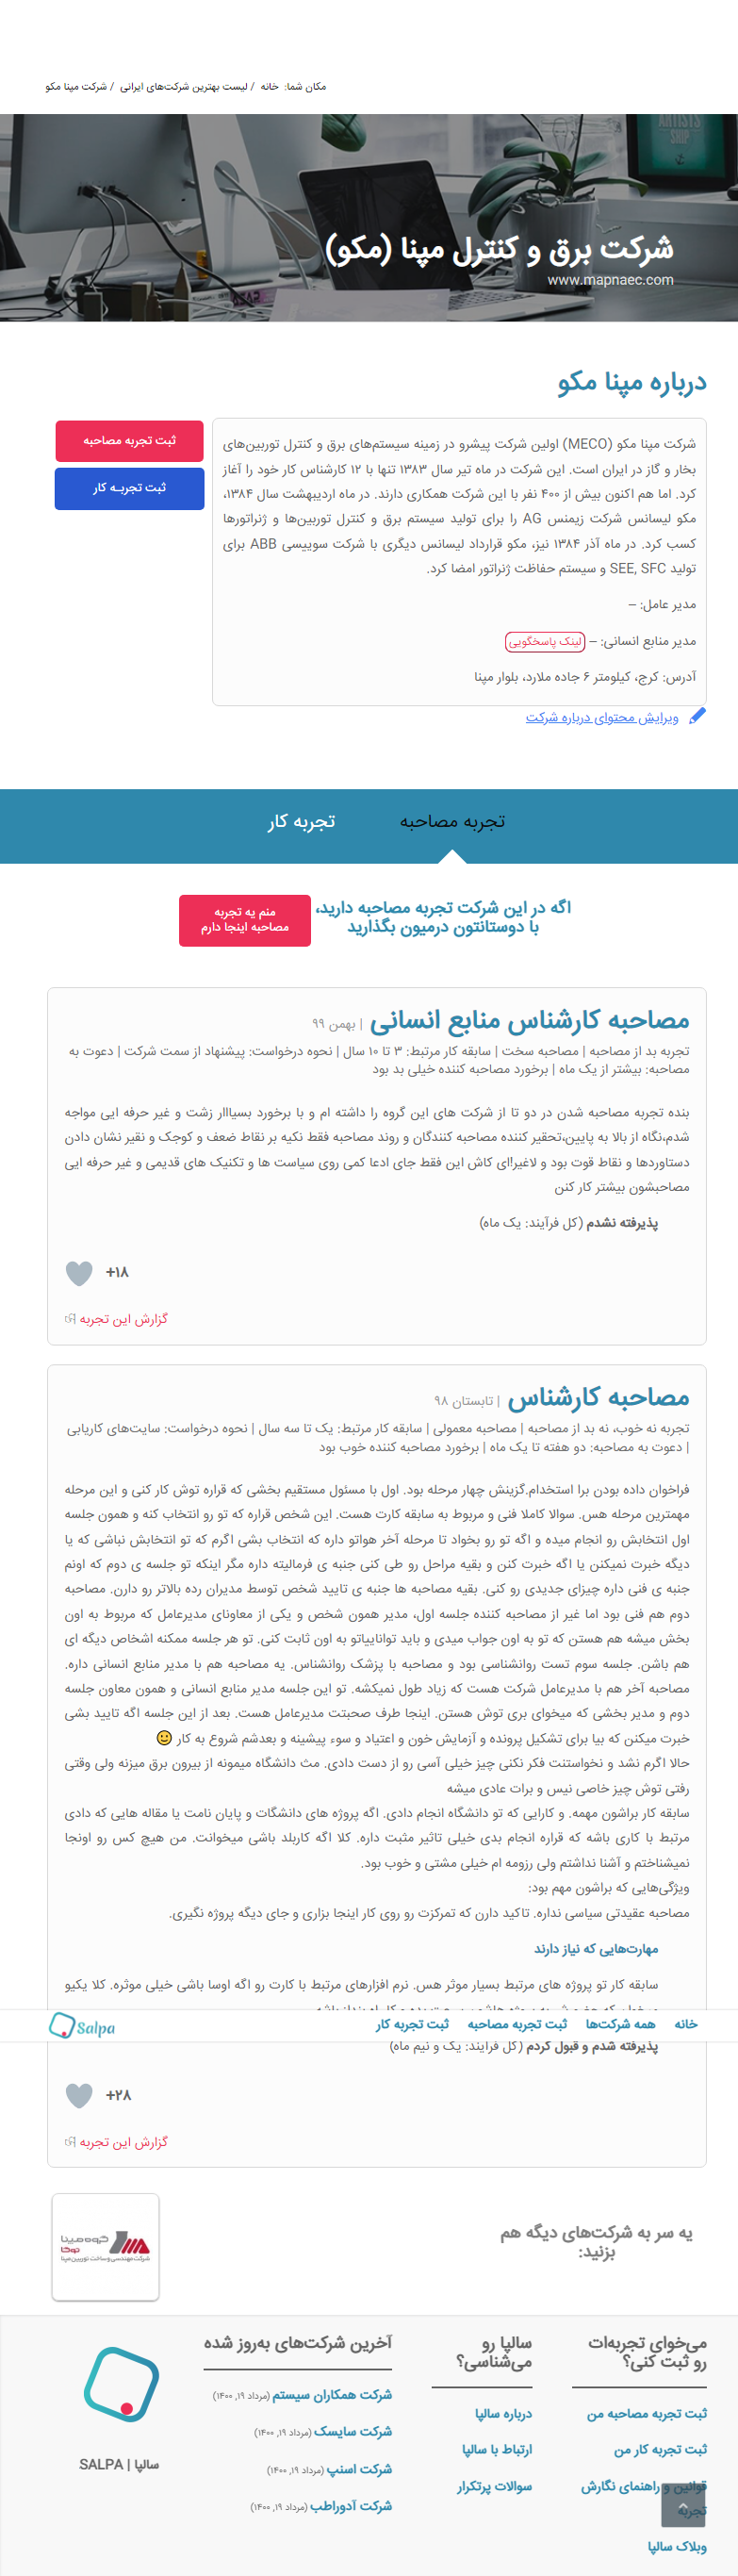 مکان شما: خانه / لیست بهترین شرکت‌های ایرانی / شرکت مپنا مکو
شرکت برق و کنترل مپنا (مکو)
www.mapnaec.com
درباره مپنا مکو
ثبت تجربه مصاحبه
ثبت تجربـه کار
شرکت مپنا مکو (MECO) اولین شرکت پیشرو در زمینه سیستم‌های برق و کنترل توربین‌های
بخار و گاز در ایران است. این شرکت در ماه تیر سال ۱۳۸۳ تنها با ۱۲ کارشناس کار خود را آغاز
کرد. اما هم اکنون بیش از ۴۰۰ نفر با این شرکت همکاری دارند. در ماه اردیبهشت سال ۱۳۸۴،
مکو لیسانس شرکت زیمنس AG را برای تولید سیستم برق و کنترل توربین‌ها و ژنراتورها
کسب کرد. در ماه آذر ۱۳۸۴ نیز، مکو قرارداد لیسانس دیگری با شرکت سوییسی ABB برای
تولید SEE, SFC و سیستم حفاظت ژنراتور امضا کرد.
مدیر عامل: –
مدیر منابع انسانی: – لینک پاسخگویی
آدرس: کرج، کیلومتر ۶ جاده ملارد، بلوار مپنا
ویرایش محتوای درباره شرکت
تجربه مصاحبه
تجربه کار
اگه در این شرکت تجربه مصاحبه دارید،
با دوستانتون درمیون بگذارید
منم یه تجربه
مصاحبه اینجا دارم
مصاحبه کارشناس منابع انسانی | بهمن ۹۹
تجربه بد از مصاحبه | مصاحبه سخت | سابقه کار مرتبط: ۳ تا ۱۰ سال | نحوه درخواست: پیشنهاد از سمت شرکت | دعوت به
مصاحبه: بیشتر از یک ماه | برخورد مصاحبه کننده خیلی بد بود
بنده تجربه مصاحبه شدن در دو تا از شرکت های این گروه را داشته ام و با برخورد بسیااار زشت و غیر حرفه ایی مواجه
شدم،نگاه از بالا به پایین،تحقیر کننده مصاحبه کنندگان و روند مصاحبه فقط تکیه بر نقاط ضعف و کوجک و نقیر نشان دادن
دستاوردها و نقاط قوت بود و لاغیر!ای کاش این فقط جای ادعا کمی روی سیاست ها و تکنیک های قدیمی و غیر حرفه ایی
مصاحبشون بیشتر کار کنن
پذیرفته نشدم (کل فرآیند: یک ماه)
+۱۸
گزارش این تجربه
مصاحبه کارشناس | تابستان ۹۸
تجربه نه خوب، نه بد از مصاحبه | مصاحبه معمولی | سابقه کار مرتبط: یک تا سه سال | نحوه درخواست: سایت‌های کاریابی
| دعوت به مصاحبه: دو هفته تا یک ماه | برخورد مصاحبه کننده خوب بود
فراخوان داده بودن برا استخدام.گزینش چهار مرحله بود. اول با مسئول مستقیم بخشی که قراره توش کار کنی و این مرحله
مهمترین مرحله هس. سوالا کاملا فنی و مربوط به سابقه کارت هست. این شخص قراره که تو رو انتخاب کنه و همون جلسه
اول انتخابش رو انجام میده و اگه تو رو بخواد تا مرحله آخر هواتو داره که انتخاب بشی اگرم که تو انتخابش نباشی که یا
دیگه خبرت نمیکنن یا اگه خبرت کنن و بقیه مراحل رو طی کنی جنبه ی فرمالیته داره مگر اینکه تو جلسه ی دوم که اونم
جنبه ی فنی داره چیزای جدیدی رو کنی. بقیه مصاحبه ها جنبه ی تایید شخص توسط مدیران رده بالاتر رو دارن. مصاحبه
دوم هم فنی بود اما غیر از مصاحبه کننده جلسه اول، مدیر همون شخص و یکی از معاونای مدیرعامل که مربوط به اون
بخش میشه هم هستن که تو به اون جواب میدی و باید تواناییاتو به اون ثابت کنی. تو هر جلسه ممکنه اشخاص دیگه ای
هم باشن. جلسه سوم تست روانشناسی بود و مصاحبه با پزشک روانشناس. یه مصاحبه هم با مدیر منابع انسانی داره.
مصاحبه آخر هم با مدیرعامل شرکت هست که زیاد طول نمیکشه. تو این جلسه مدیر منابع انسانی و همون معاون جلسه
دوم و مدیر بخشی که میخوای بری توش هستن. اینجا طرف صحبتت مدیرعامل هست. بعد از این جلسه اگه تایید بشی
خبرت میکنن که بیا برای تشکیل پرونده و آزمایش خون و اعتیاد و سوء پیشینه و بعدشم شروع به کار 🙂
حالا اگرم نشد و نخواستنت فکر نکنی چیز خیلی آسی رو از دست دادی. مث دانشگاه میمونه از بیرون برق میزنه ولی وقتی
رفتی توش چیز خاصی نیس و برات عادی میشه
سابقه کار براشون مهمه. و کارایی که تو دانشگاه انجام دادی. اگه پروژه های دانشگات و پایان نامت یا مقاله هایی که دادی
مرتبط با کاری باشه که قراره انجام بدی خیلی تاثیر مثبت داره. کلا اگه کاربلد باشی میخوانت. من هیچ کس رو اونجا
نمیشناختم و آشنا نداشتم ولی رزومه ام خیلی مشتی و خوب بود.
ویژگی‌هایی که براشون مهم بود:
مصاحبه عقیدتی سیاسی نداره. تاکید دارن که تمرکزت رو روی کار اینجا بزاری و جای دیگه پروژه نگیری.
مهارت‌هایی که نیاز دارند
سابقه کار تو پروژه های مرتبط بسیار موثر هس. نرم افزارهای مرتبط با کارت رو اگه اوسا باشی خیلی موثره. کلا یکیو
خانه
همه شرکت‌ها
ثبت تجربه مصاحبه
ثبت تجربه کار
Salpa
پذیرفته شدم و قبول کردم (کل فرآیند: یک و نیم ماه)
+۲۸
گزارش این تجربه
یه سر به شرکت‌های دیگه هم
بزنید:
گروه مپنا
توگا
شرکت مهندسی و ساخت توربین مپنا
می‌خوای تجربه‌ات
رو ثبت کنی؟
ثبت تجربه مصاحبه من
ثبت تجربه کار من
قوانین و راهنمای نگارش
تجربه
وبلاگ سالپا
سالپا رو
می‌شناسی؟
درباره سالپا
ارتباط با سالپا
سوالات پرتکرار
آخرین شرکت‌های به‌روز شده
شرکت همکاران سیستم (مرداد ۱۹, ۱۴۰۰)
شرکت سایسک (مرداد ۱۹, ۱۴۰۰)
شرکت اسنپ (مرداد ۱۹, ۱۴۰۰)
شرکت آدوراطب (مرداد ۱۹, ۱۴۰۰)
سالپا | SALPA